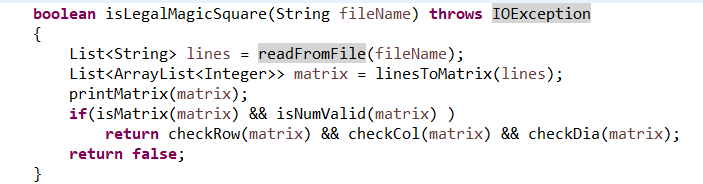 boolean isLegalMagicSquare(String fileName) throws IOException
{
List<String> lines = readFromFile(fileName);
List<ArrayList<Integer>> matrix = linesToMatrix(lines);
printMatrix(matrix);
if(isMatrix(matrix) && isNumValid(matrix) )
return checkRow(matrix) && checkCol(matrix) && checkDia(matrix);
return false;
}